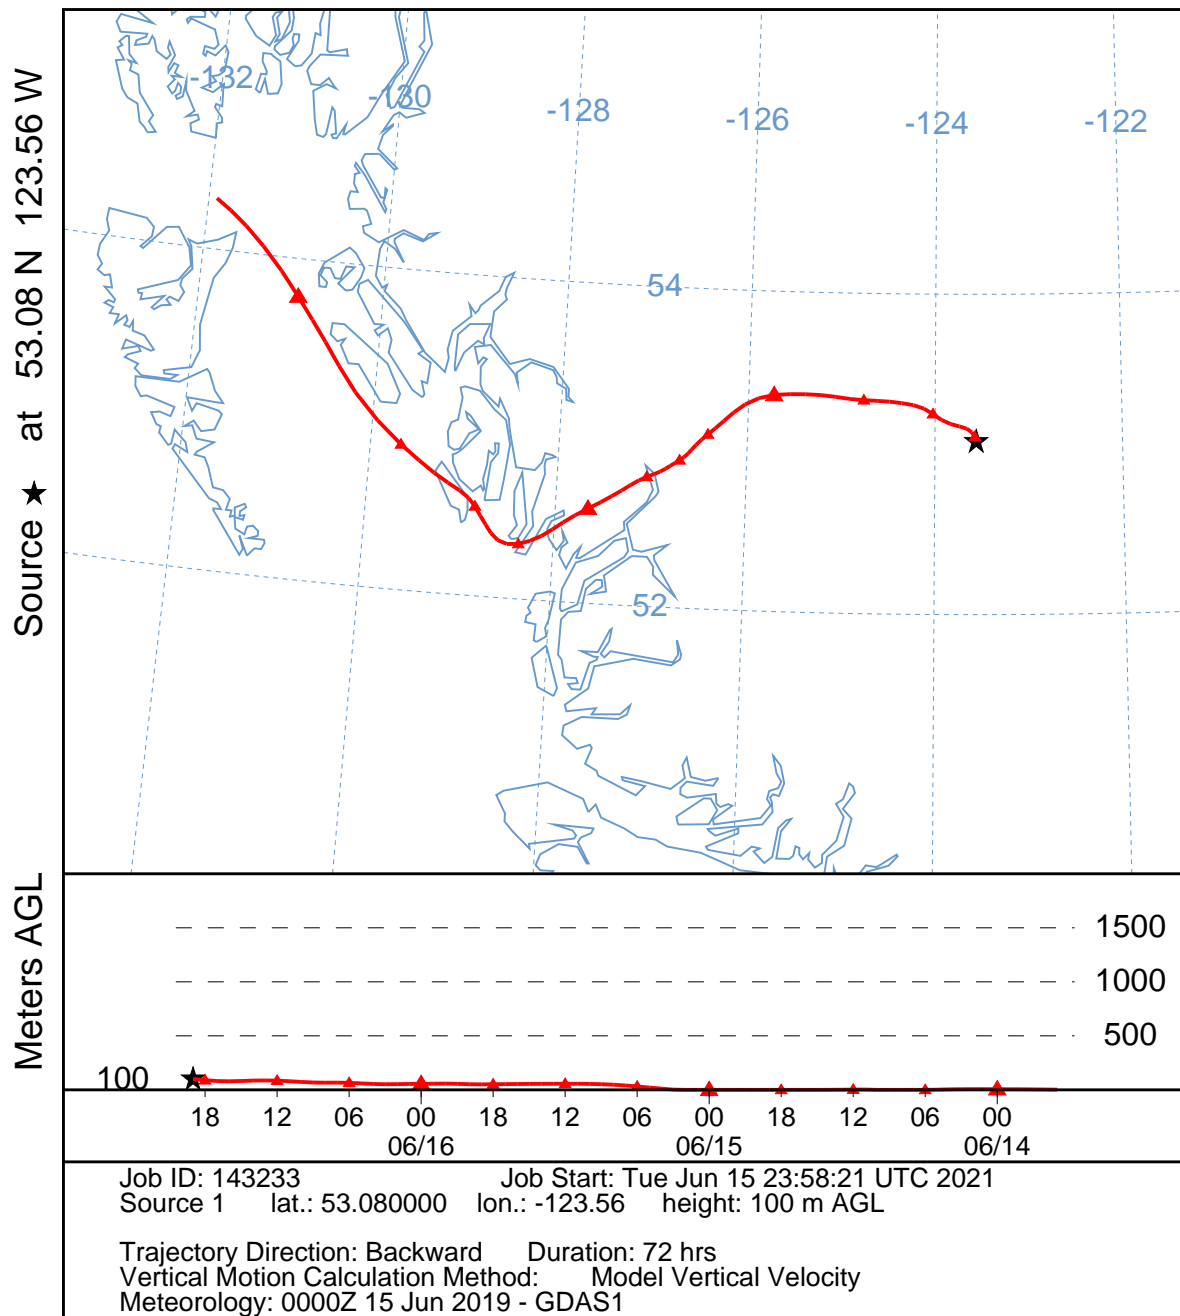 Source ★ at 53.08 N 123.56 W
-132
-130
-128
-126
-124
-122
54
52
Meters AGL
1500
1000
500
100
18 12 06 00 18 12 06 00 18 12 06 00
06/16 06/15 06/14
Job ID: 143233 Job Start: Tue Jun 15 23:58:21 UTC 2021
Source 1 lat.: 53.080000 lon.: -123.56 height: 100 m AGL
Trajectory Direction: Backward Duration: 72 hrs
Vertical Motion Calculation Method: Model Vertical Velocity
Meteorology: 0000Z 15 Jun 2019 - GDAS1